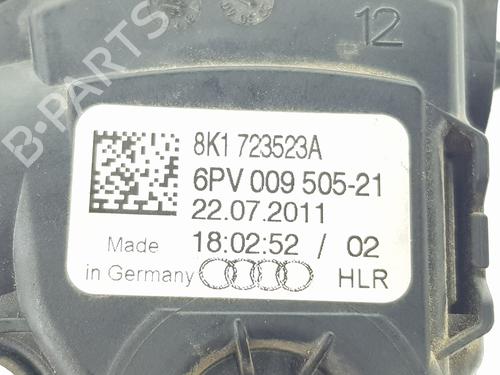 B-PARTS
12
8K1 723523A
6PV 009 505-21
22.07.2011
Made 18:02:52 / 02
in Germany HLR